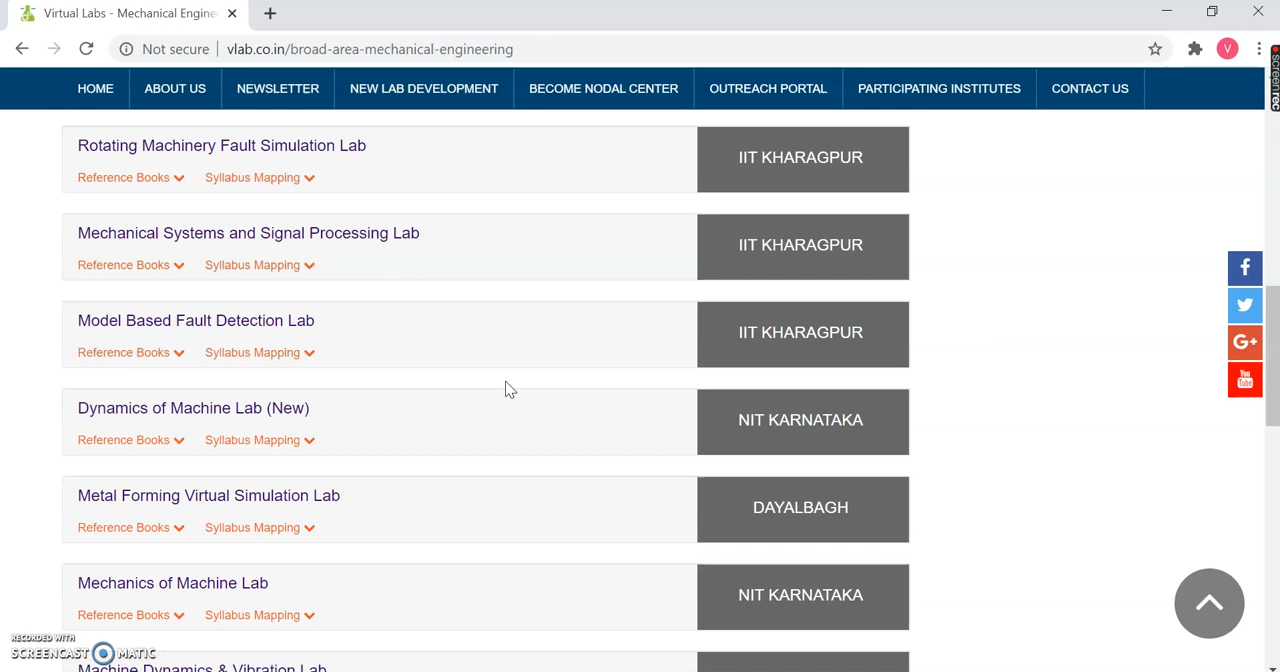 Virtual Labs - Mechanical Engine
Not secure | vlab.co.in/broad-area-mechanical-engineering
V
HOME ABOUT US NEWSLETTER NEW LAB DEVELOPMENT BECOME NODAL CENTER OUTREACH PORTAL PARTICIPATING INSTITUTES CONTACT US
screenrec
Rotating Machinery Fault Simulation Lab
IIT KHARAGPUR
Reference Books Syllabus Mapping
Mechanical Systems and Signal Processing Lab
IIT KHARAGPUR
Reference Books Syllabus Mapping
Model Based Fault Detection Lab
IIT KHARAGPUR
Reference Books Syllabus Mapping
Dynamics of Machine Lab (New)
NIT KARNATAKA
Reference Books Syllabus Mapping
Metal Forming Virtual Simulation Lab
DAYALBAGH
Reference Books Syllabus Mapping
Mechanics of Machine Lab
NIT KARNATAKA
Reference Books Syllabus Mapping
Machine Dynamics & Vibration Lab
f
G+
You Tube
RECORDED WITH
SCREENCAST MATIC